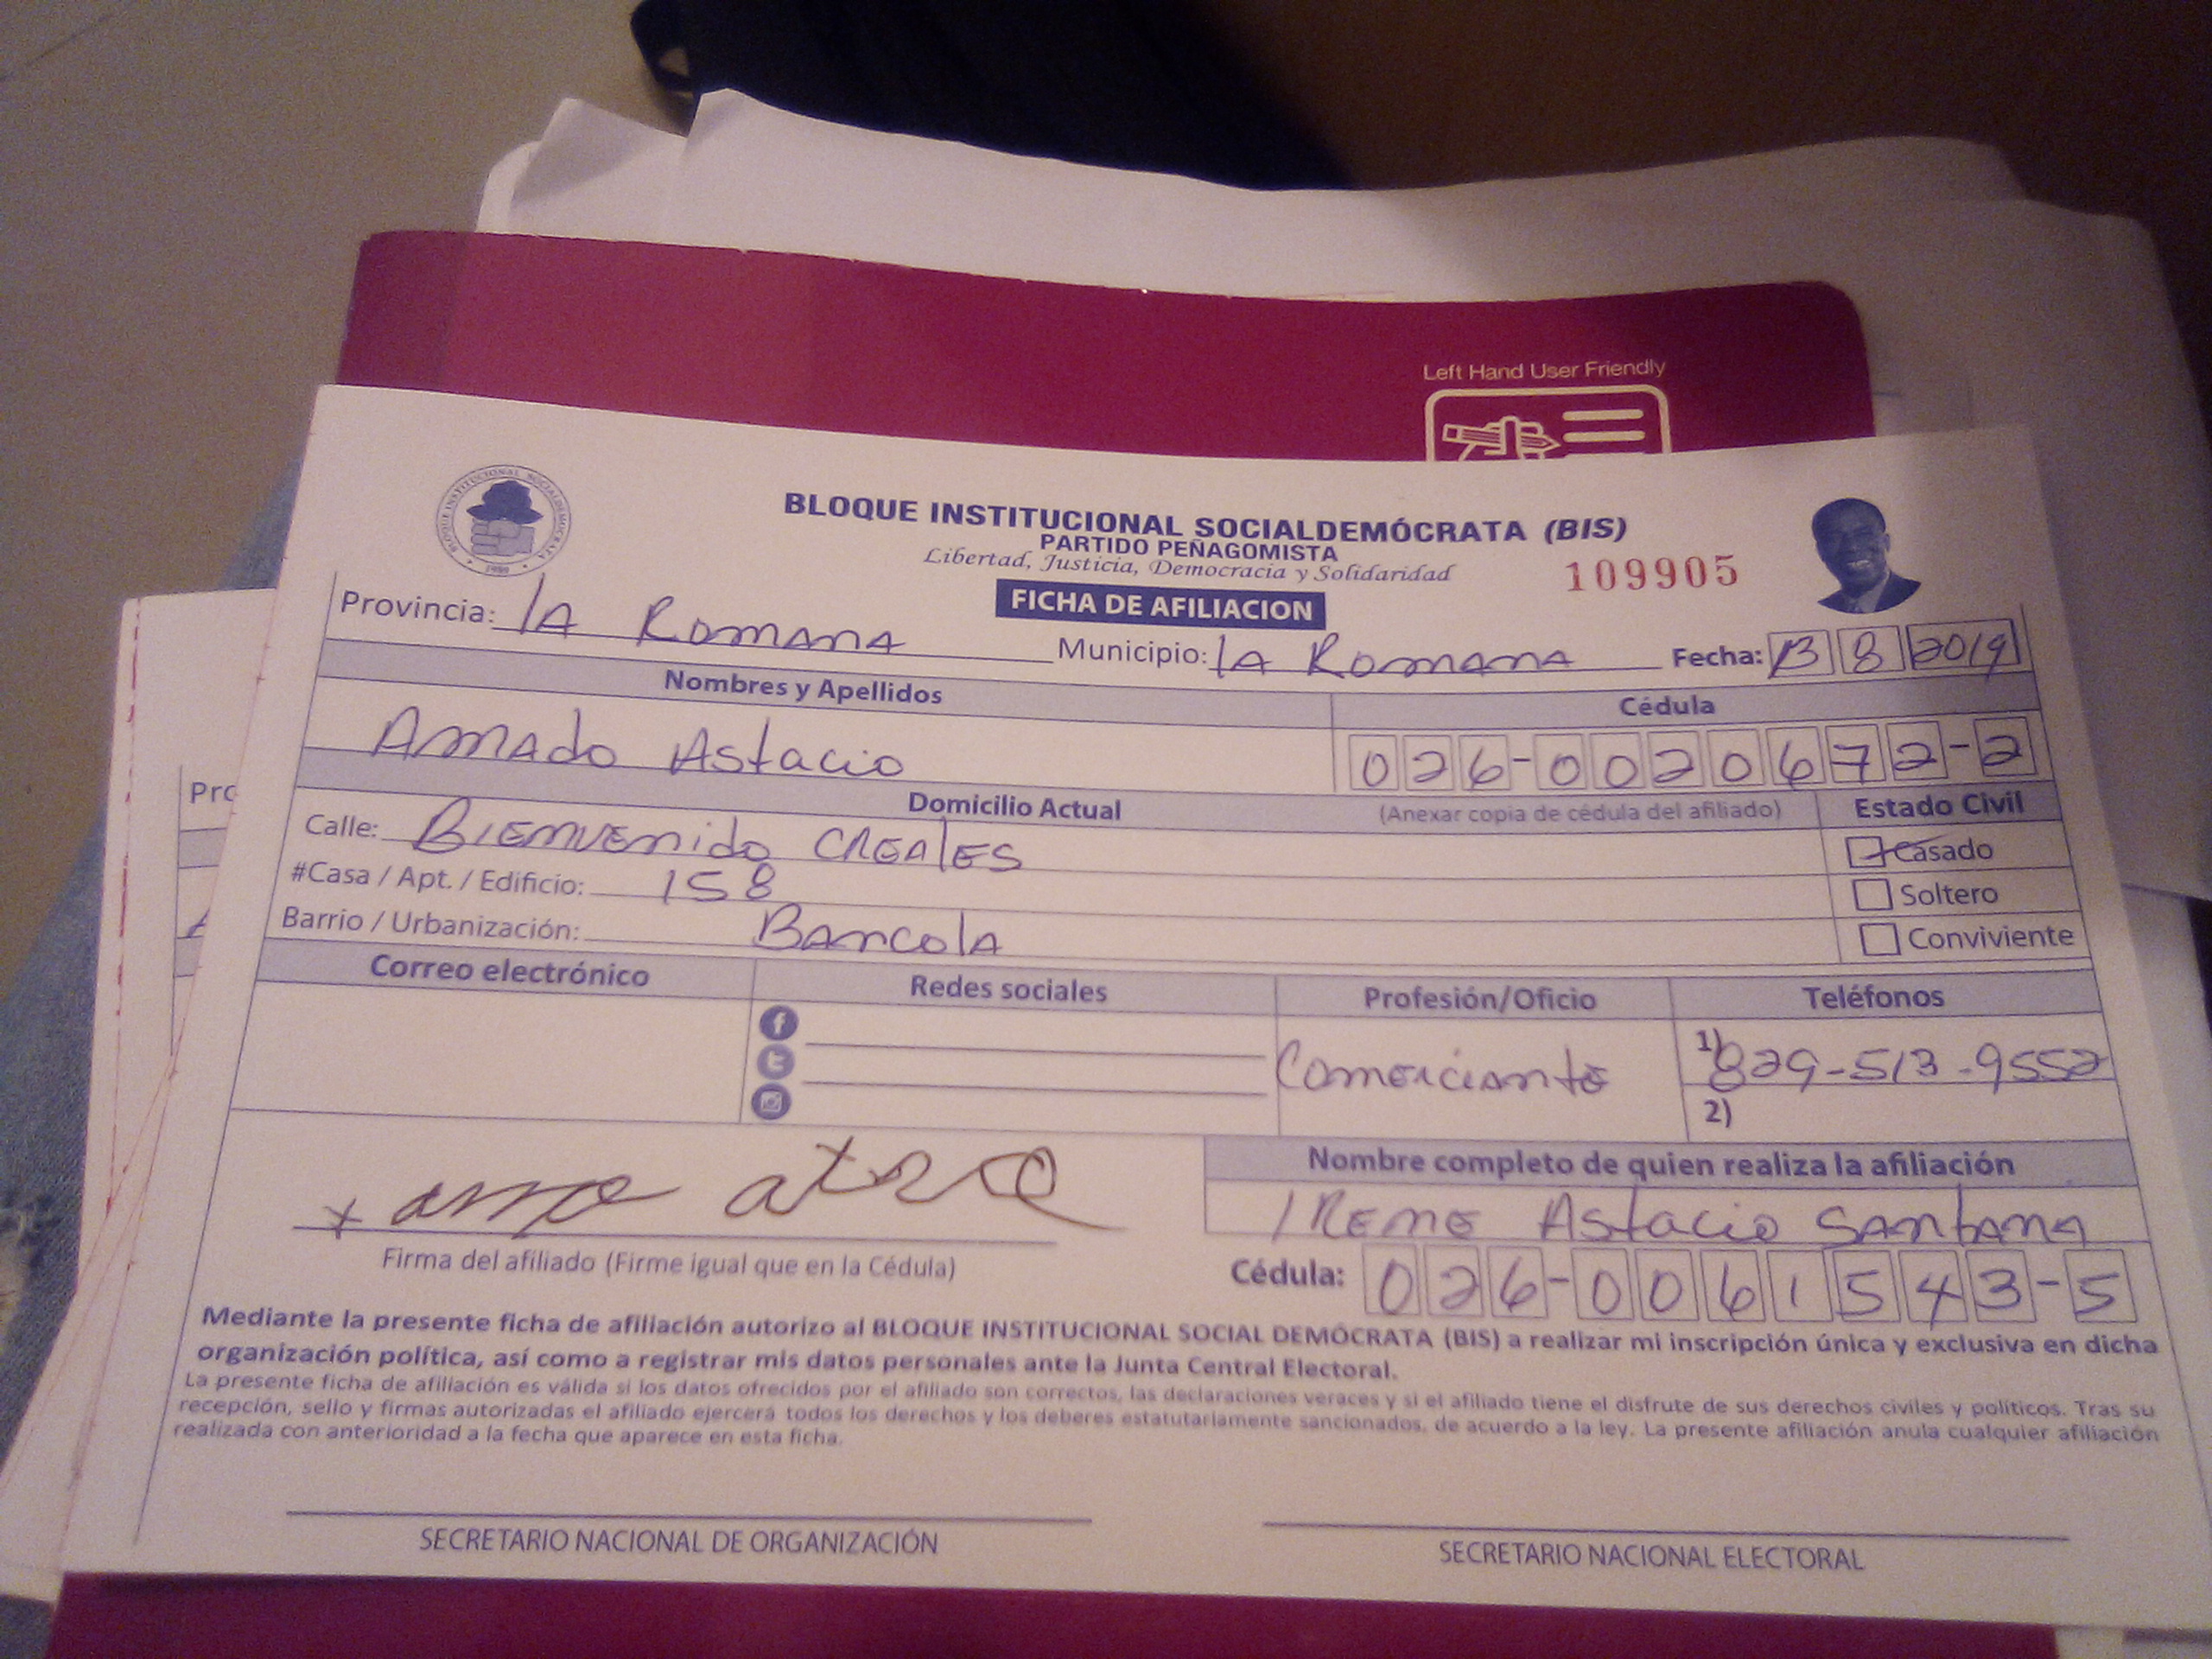 Left Hand User Friendly
BLOQUE INSTITUCIONAL SOCIALDEMOCRATA
BLOQUE INSTITUCIONAL SOCIALDEMÓCRATA (BIS)
PARTIDO PEÑAGOMISTA
Libertad, Justicia, Democracia y Solidaridad
109905
FICHA DE AFILIACION
Provincia: lA ROMANA Municipio: lA ROMANA Fecha: 13 8 2019
Nombres y Apellidos Cédula
AMADO AstAcio 026-0020672-2
Domicilio Actual (Anexar copia de cédula del afiliado) Estado Civil
Calle: BIENVENido CREALES Casado
#Casa / Apt. / Edificio: 158 Soltero
Barrio / Urbanización: BANcolA Conviviente
Correo electrónico Redes sociales Profesión/Oficio Teléfonos
COMERCIANTE 1) 829-513-9552
2)
Nombre completo de quien realiza la afiliación
IRENE AstAcio SANTANA
Firma del afiliado (Firme igual que en la Cédula) Cédula: 026-0061543-5
Mediante la presente ficha de afiliación autorizo al BLOQUE INSTITUCIONAL SOCIAL DEMÓCRATA (BIS) a realizar mi inscripción única y exclusiva en dicha
organización política, así como a registrar mis datos personales ante la Junta Central Electoral.
La presente ficha de afiliación es válida si los datos ofrecidos por el afiliado son correctos, las declaraciones veraces y si el afiliado tiene el disfrute de sus derechos civiles y políticos. Tras su
recepción, sello y firmas autorizadas el afiliado ejercerá todos los derechos y los deberes estatutariamente sancionados, de acuerdo a la ley. La presente afiliación anula cualquier afiliación
realizada con anterioridad a la fecha que aparece en esta ficha.
SECRETARIO NACIONAL DE ORGANIZACIÓN SECRETARIO NACIONAL ELECTORAL